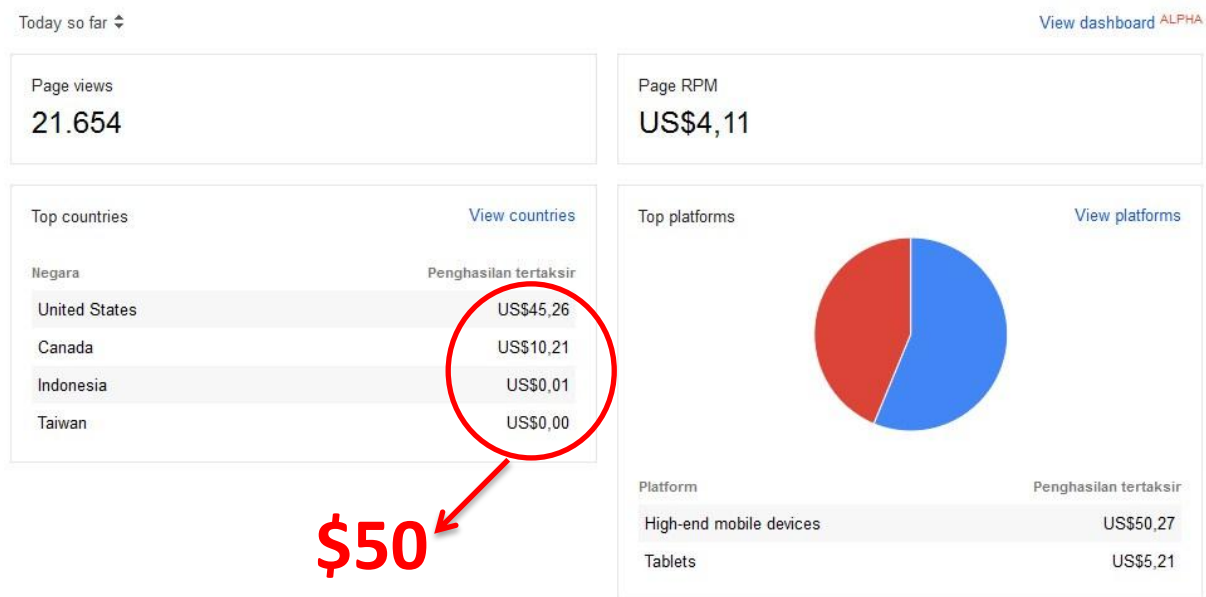 Today so far
View dashboard ALPHA
Page views
21.654
Page RPM
US$4,11
Top countries
View countries
Negara
Penghasilan tertaksir
United States
US$45,26
Canada
US$10,21
Indonesia
US$0,01
Taiwan
US$0,00
$50
Top platforms
View platforms
Platform
Penghasilan tertaksir
High-end mobile devices
US$50,27
Tablets
US$5,21